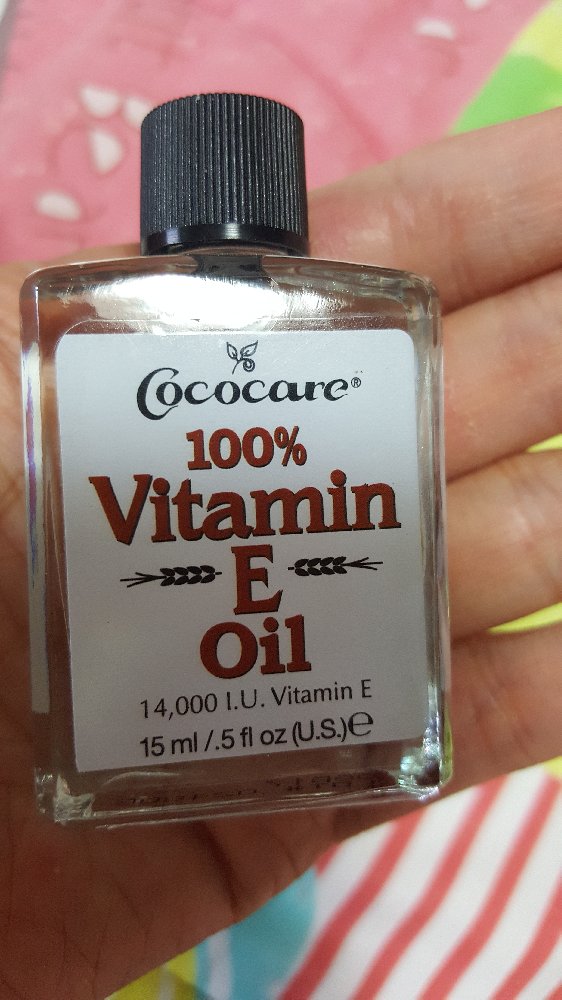 Cococare®
100%
Vitamin
E
Oil
14,000 I.U. Vitamin E
15 ml /.5 fl oz (U.S.)℮